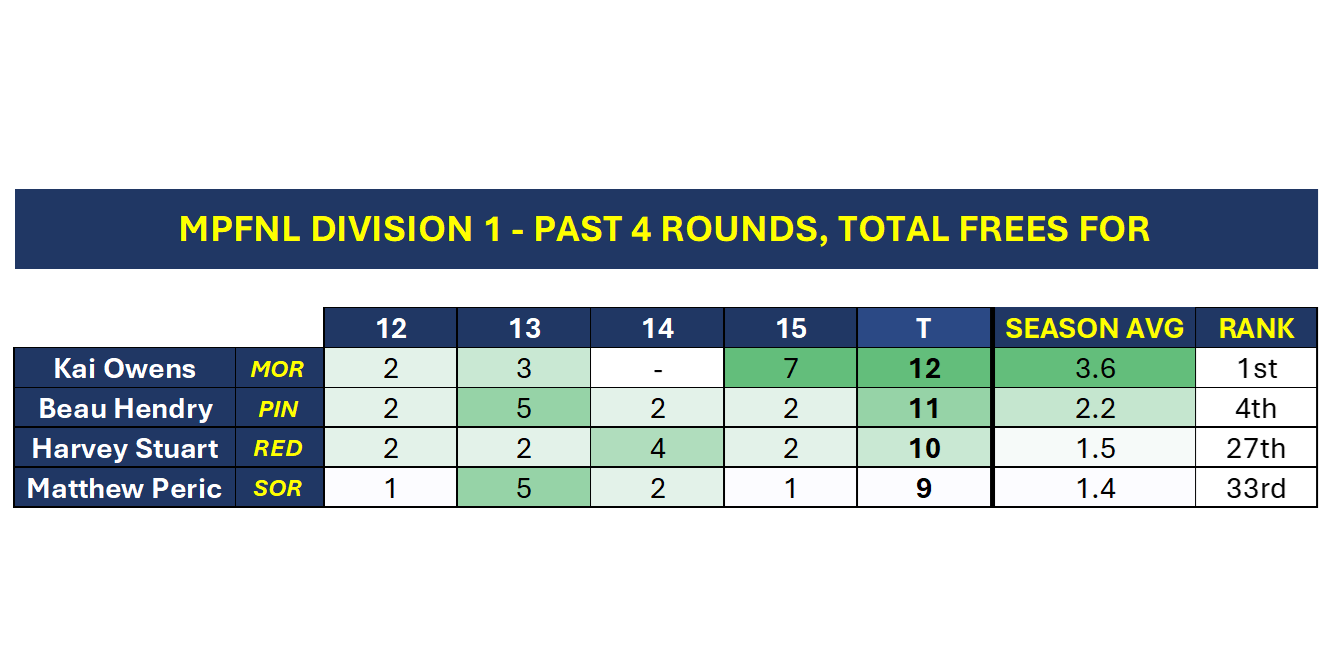 MPFNL DIVISION 1 - PAST 4 ROUNDS, TOTAL FREES FOR
12 13 14 15 T SEASON AVG RANK
Kai Owens MOR 2 3 - 7 12 3.6 1st
Beau Hendry PIN 2 5 2 2 11 2.2 4th
Harvey Stuart RED 2 2 4 2 10 1.5 27th
Matthew Peric SOR 1 5 2 1 9 1.4 33rd